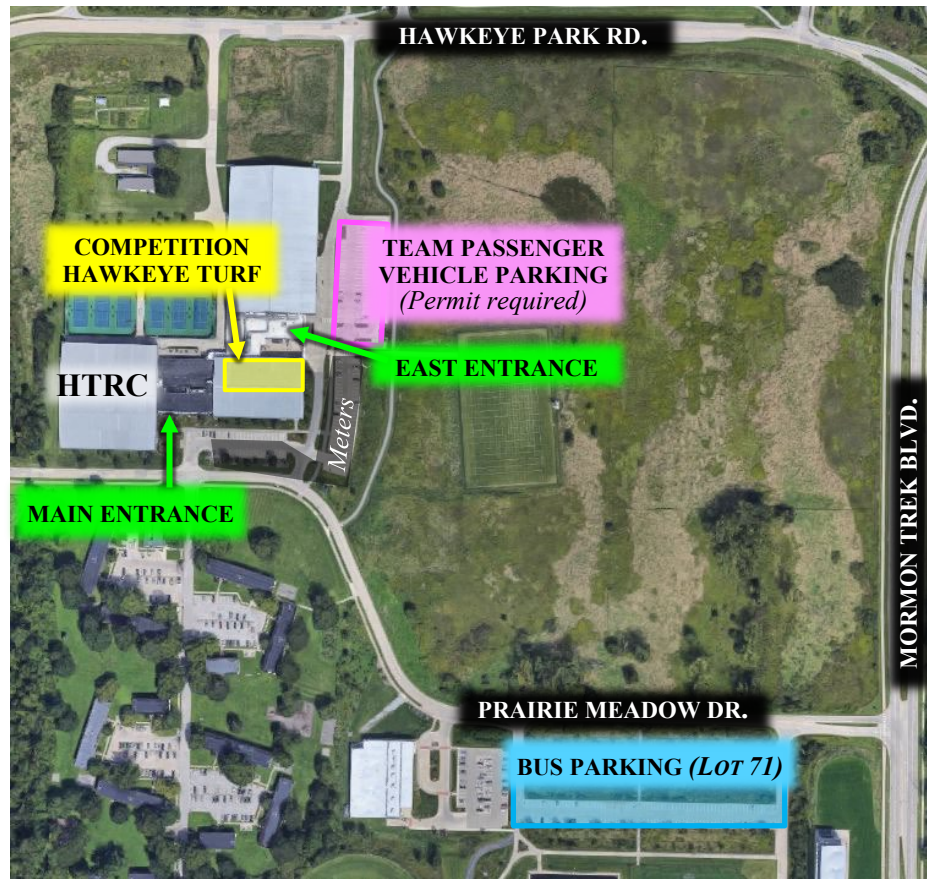 HAWKEYE PARK RD.
COMPETITION
HAWKEYE TURF
TEAM PASSENGER
VEHICLE PARKING
(Permit required)
EAST ENTRANCE
HTRC
Meters
MAIN ENTRANCE
MORMON TREK BLVD.
PRAIRIE MEADOW DR.
BUS PARKING (LOT 71)